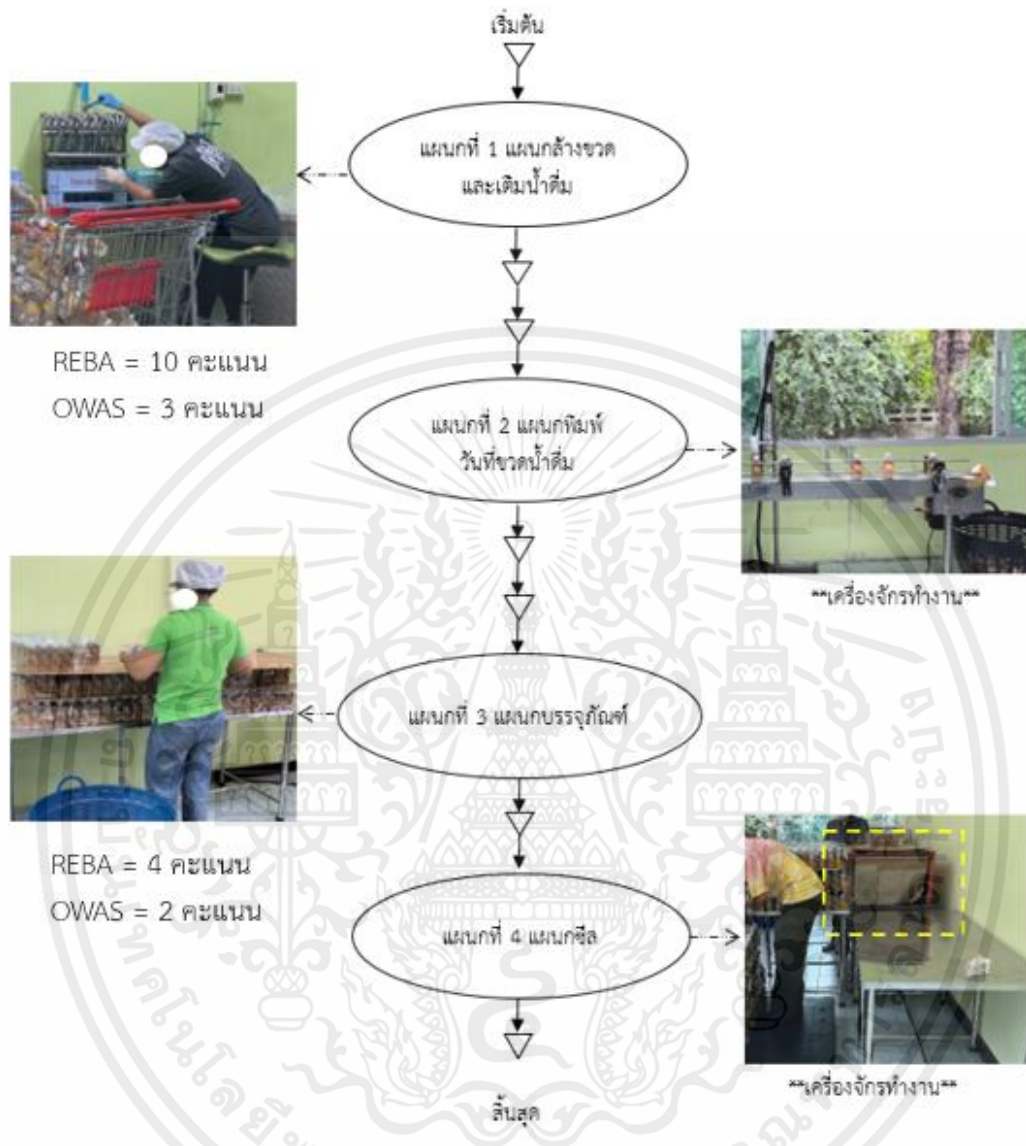 เริ่มต้น
แผนกที่ 1 แผนกล้างขวด
และเติมน้ำดื่ม
REBA = 10 คะแนน
OWAS = 3 คะแนน
แผนกที่ 2 แผนกพิมพ์
วันที่ขวดน้ำดื่ม
**เครื่องจักรทำงาน**
แผนกที่ 3 แผนกบรรจุภัณฑ์
REBA = 4 คะแนน
OWAS = 2 คะแนน
แผนกที่ 4 แผนกซีล
**เครื่องจักรทำงาน**
สิ้นสุด